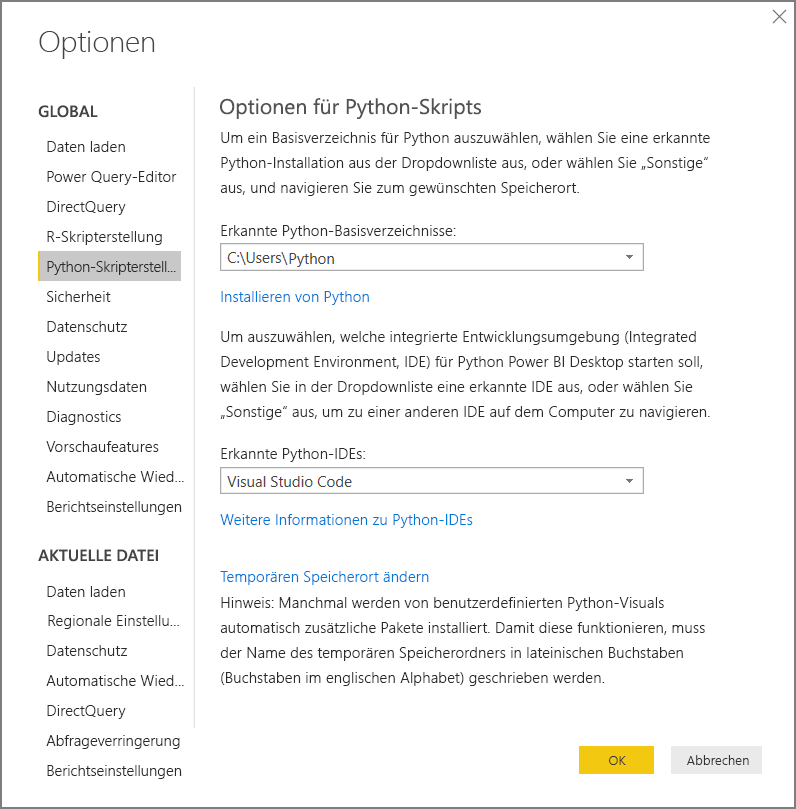 Optionen
GLOBAL
Daten laden
Power Query-Editor
DirectQuery
R-Skripterstellung
Python-Skripterstell...
Sicherheit
Datenschutz
Updates
Nutzungsdaten
Diagnostics
Vorschaufeatures
Automatische Wied...
Berichtseinstellungen
AKTUELLE DATEI
Daten laden
Regionale Einstellu...
Datenschutz
Automatische Wied...
DirectQuery
Abfrageverringerung
Berichtseinstellungen
Optionen für Python-Skripts
Um ein Basisverzeichnis für Python auszuwählen, wählen Sie eine erkannte
Python-Installation aus der Dropdownliste aus, oder wählen Sie „Sonstige“
aus, und navigieren Sie zum gewünschten Speicherort.
Erkannte Python-Basisverzeichnisse:
C:\Users\Python
Installieren von Python
Um auszuwählen, welche integrierte Entwicklungsumgebung (Integrated
Development Environment, IDE) für Python Power BI Desktop starten soll,
wählen Sie in der Dropdownliste eine erkannte IDE aus, oder wählen Sie
„Sonstige“ aus, um zu einer anderen IDE auf dem Computer zu navigieren.
Erkannte Python-IDEs:
Visual Studio Code
Weitere Informationen zu Python-IDEs
Temporären Speicherort ändern
Hinweis: Manchmal werden von benutzerdefinierten Python-Visuals
automatisch zusätzliche Pakete installiert. Damit diese funktionieren, muss
der Name des temporären Speicherordners in lateinischen Buchstaben
(Buchstaben im englischen Alphabet) geschrieben werden.
OK
Abbrechen